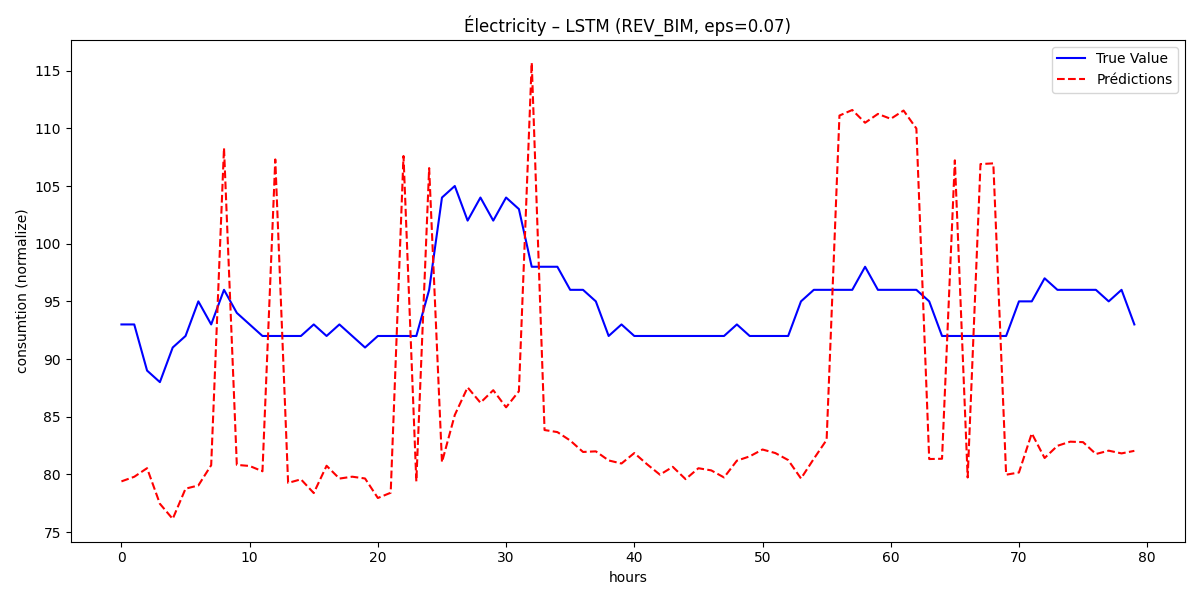 Électricity – LSTM (REV_BIM, eps=0.07)
True Value
Prédictions
consumtion (normalize)
115
110
105
100
95
90
85
80
75
0 10 20 30 40 50 60 70 80
hours